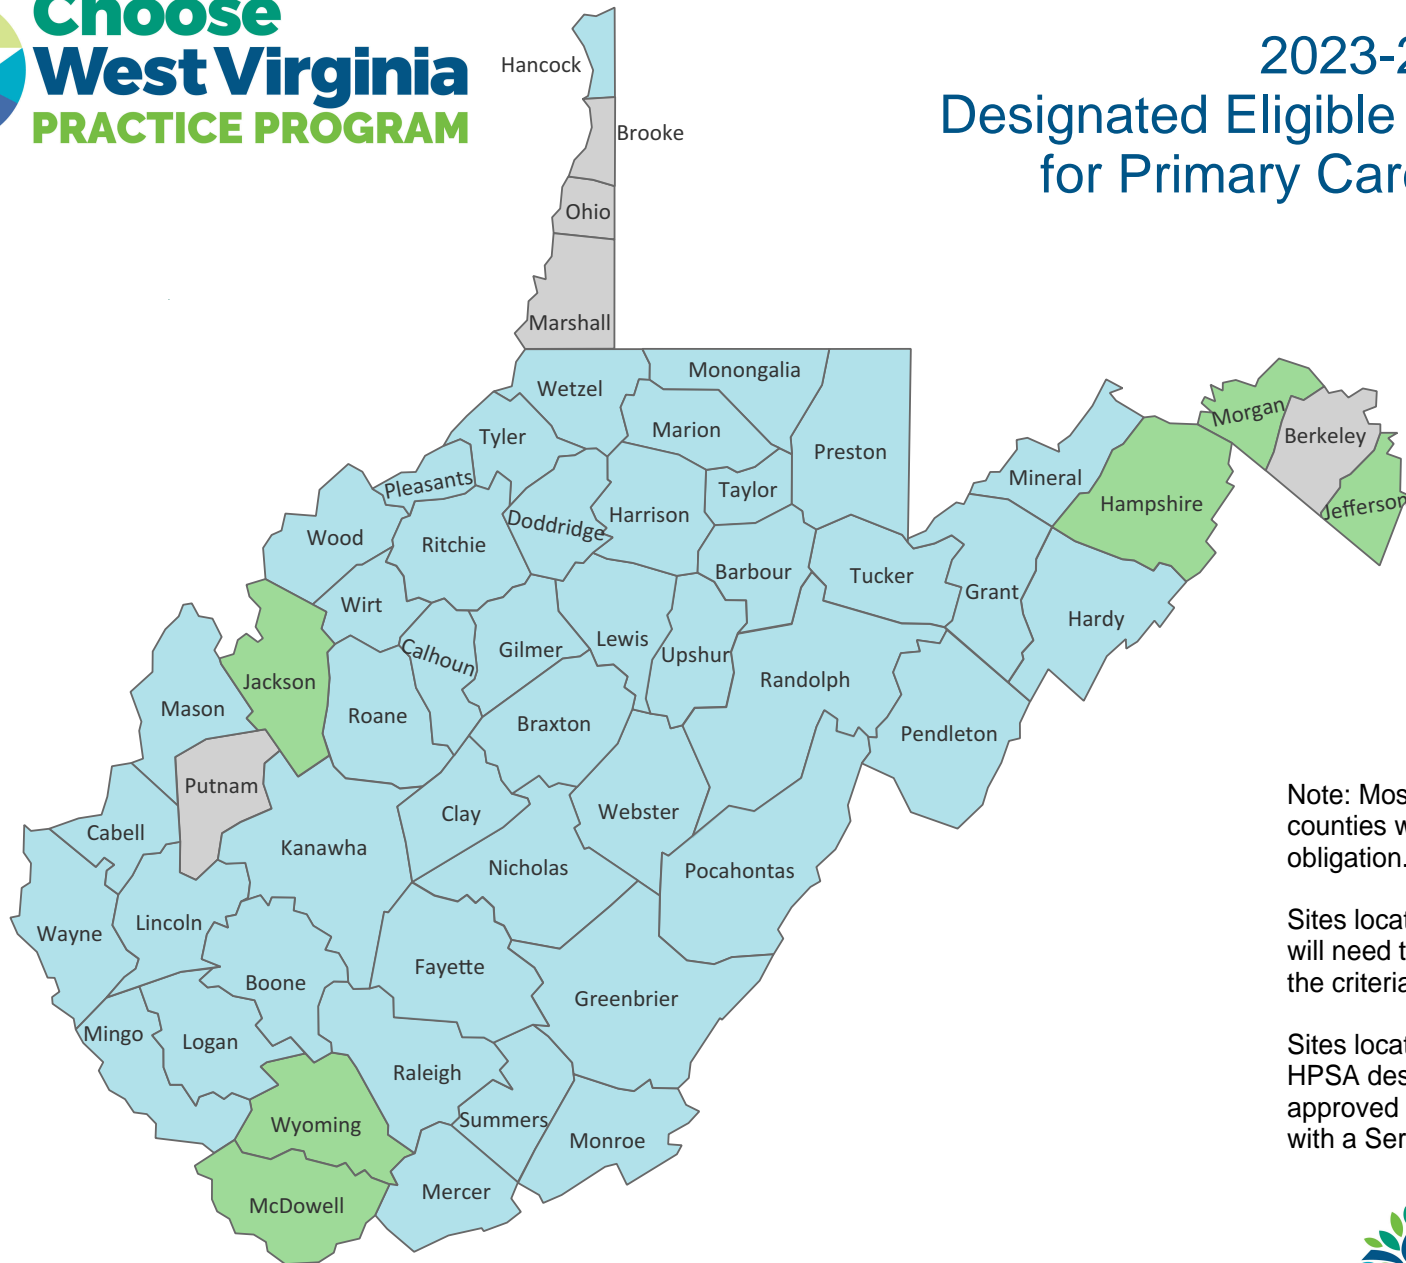 Choose
West Virginia
PRACTICE PROGRAM
2023-2
Designated Eligible
for Primary Care
Hancock
Brooke
Ohio
Marshall
Wetzel
Monongalia
Marion
Tyler
Preston
Morgan
Berkeley
Jefferson
Mineral
Hampshire
Pleasants
Taylor
Wood
Ritchie
Doddridge
Harrison
Barbour
Tucker
Grant
Hardy
Wirt
Calhoun
Gilmer
Lewis
Upshur
Randolph
Jackson
Mason
Roane
Braxton
Pendleton
Putnam
Cabell
Clay
Webster
Kanawha
Nicholas
Pocahontas
Wayne
Lincoln
Boone
Fayette
Greenbrier
Mingo
Logan
Raleigh
Wyoming
Summers
Monroe
McDowell
Mercer
Note: Mos
counties w
obligation.
Sites locat
will need t
the criteria
Sites locat
HPSA des
approved
with a Ser